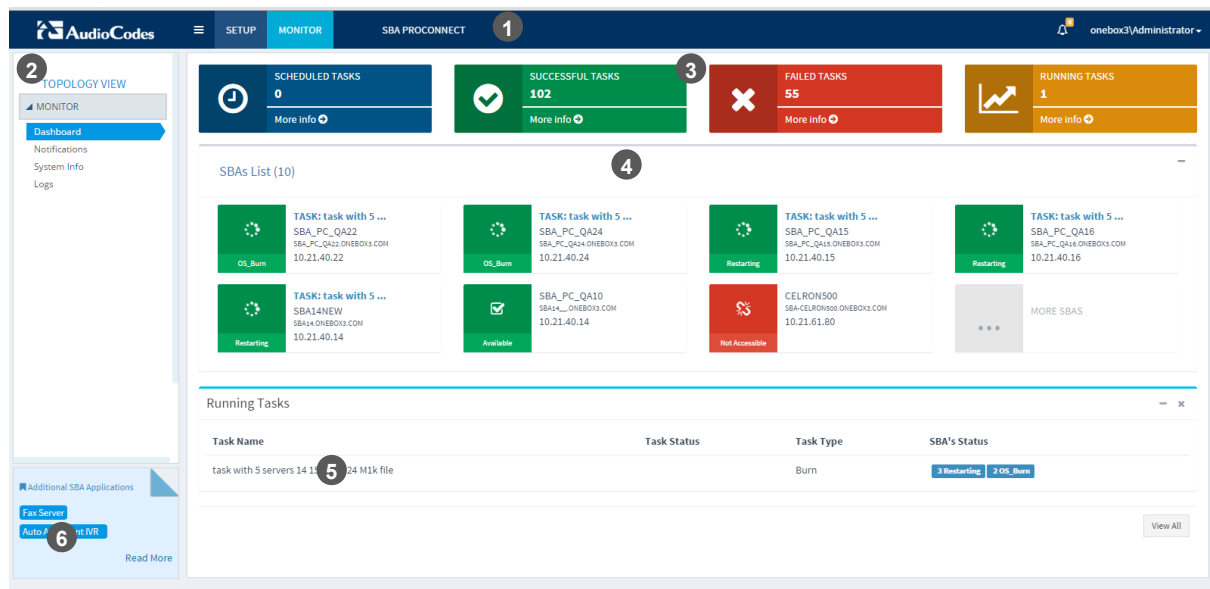 AudioCodes
SETUP
MONITOR
SBA PROCONNECT
1
onebox3\Administrator
2
TOPOLOGY VIEW
MONITOR
Dashboard
Notifications
System Info
Logs
SCHEDULED TASKS
0
More info
SUCCESSFUL TASKS
102
More info
3
FAILED TASKS
55
More info
RUNNING TASKS
1
More info
SBAs List (10)
4
TASK: task with 5 ...
SBA_PC_QA22
SBA_PC_QA22.ONEBOX3.COM
10.21.40.22
OS_Burn
TASK: task with 5 ...
SBA_PC_QA24
SBA_PC_QA24.ONEBOX3.COM
10.21.40.24
OS_Burn
TASK: task with 5 ...
SBA_PC_QA15
SBA_PC_QA15.ONEBOX3.COM
10.21.40.15
Restarting
TASK: task with 5 ...
SBA_PC_QA16
SBA_PC_QA16.ONEBOX3.COM
10.21.40.16
Restarting
TASK: task with 5 ...
SBA14NEW
SBA14.ONEBOX3.COM
10.21.40.14
Restarting
SBA_PC_QA10
SBA14__.ONEBOX3.COM
10.21.40.14
Available
CELRON500
SBA-CELRON500.ONEBOX3.COM
10.21.61.80
Not Accessible
MORE SBAS
Running Tasks
Task Name Task Status Task Type SBA's Status
task with 5 servers 14 24 M1k file Burn 3 Restarting 2 OS_Burn
5
View All
Additional SBA Applications
Fax Server
Auto IVR
6
Read More